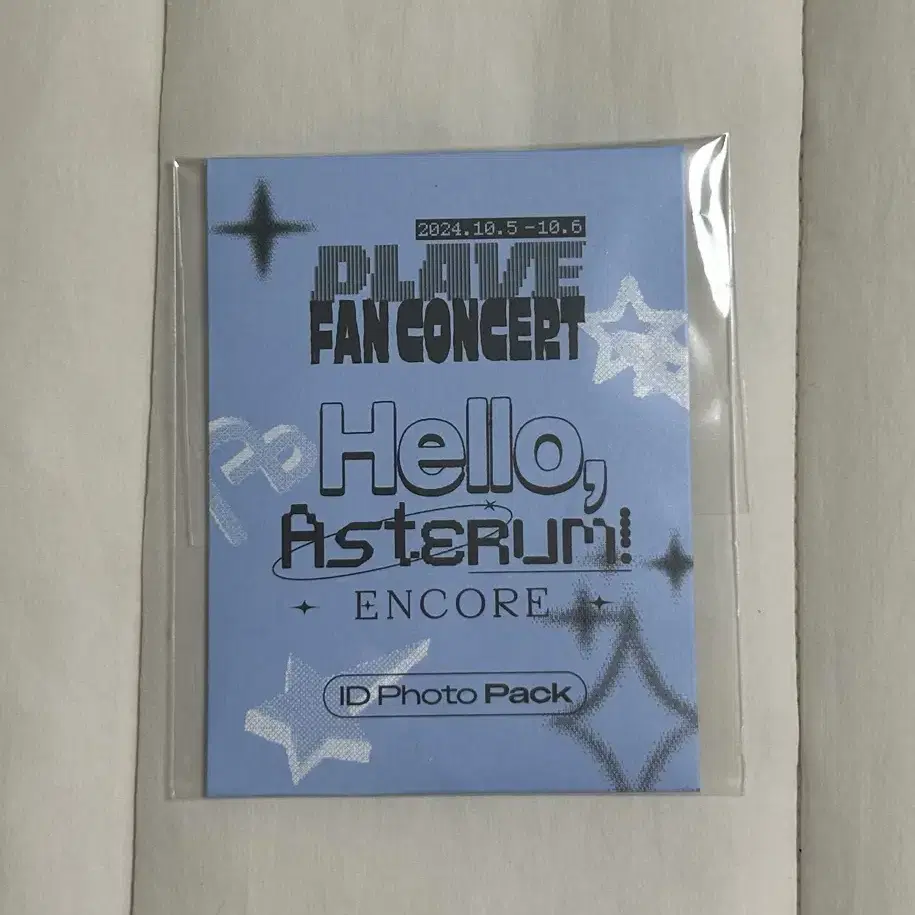 2024.10.5-10.6
PLAVE
FAN CONCERT
Hello,
Asterum!
ENCORE
ID Photo Pack